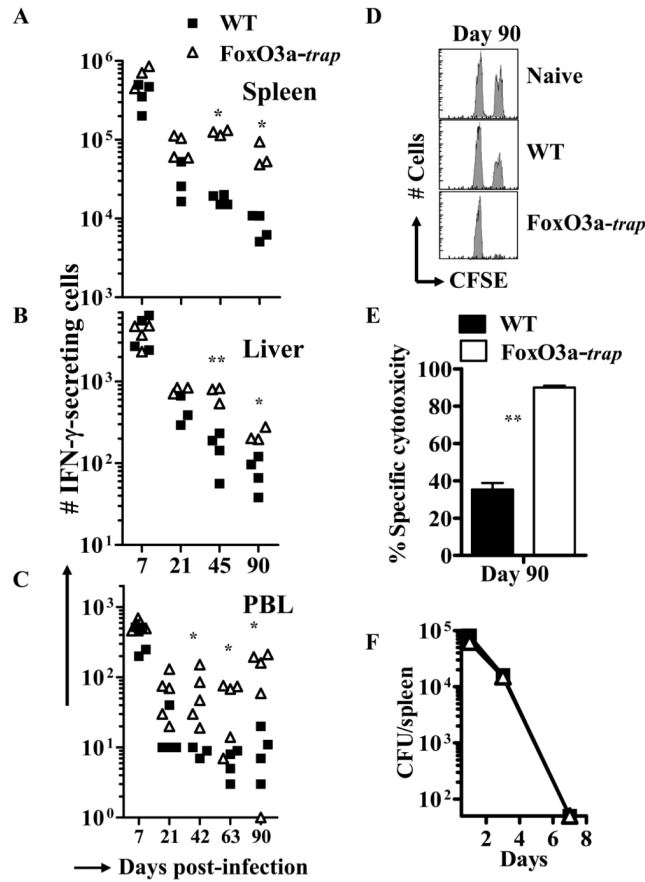 A
WT
FoxO3a-trap
Spleen
*
*
10^6
10^5
10^4
10^3
B
Liver
**
*
10^3
10^2
10^1
7 21 45 90
# IFN-γ-secreting cells
C
PBL
*
*
*
10^3
10^2
10^1
10^0
7 21 42 63 90
Days post-infection
D
Day 90
Naive
WT
FoxO3a-trap
# Cells
CFSE
E
WT
FoxO3a-trap
100
80
60
40
20
0
**
% Specific cytotoxicity
Day 90
F
10^5
10^4
10^3
10^2
CFU/spleen
2 4 6 8
Days